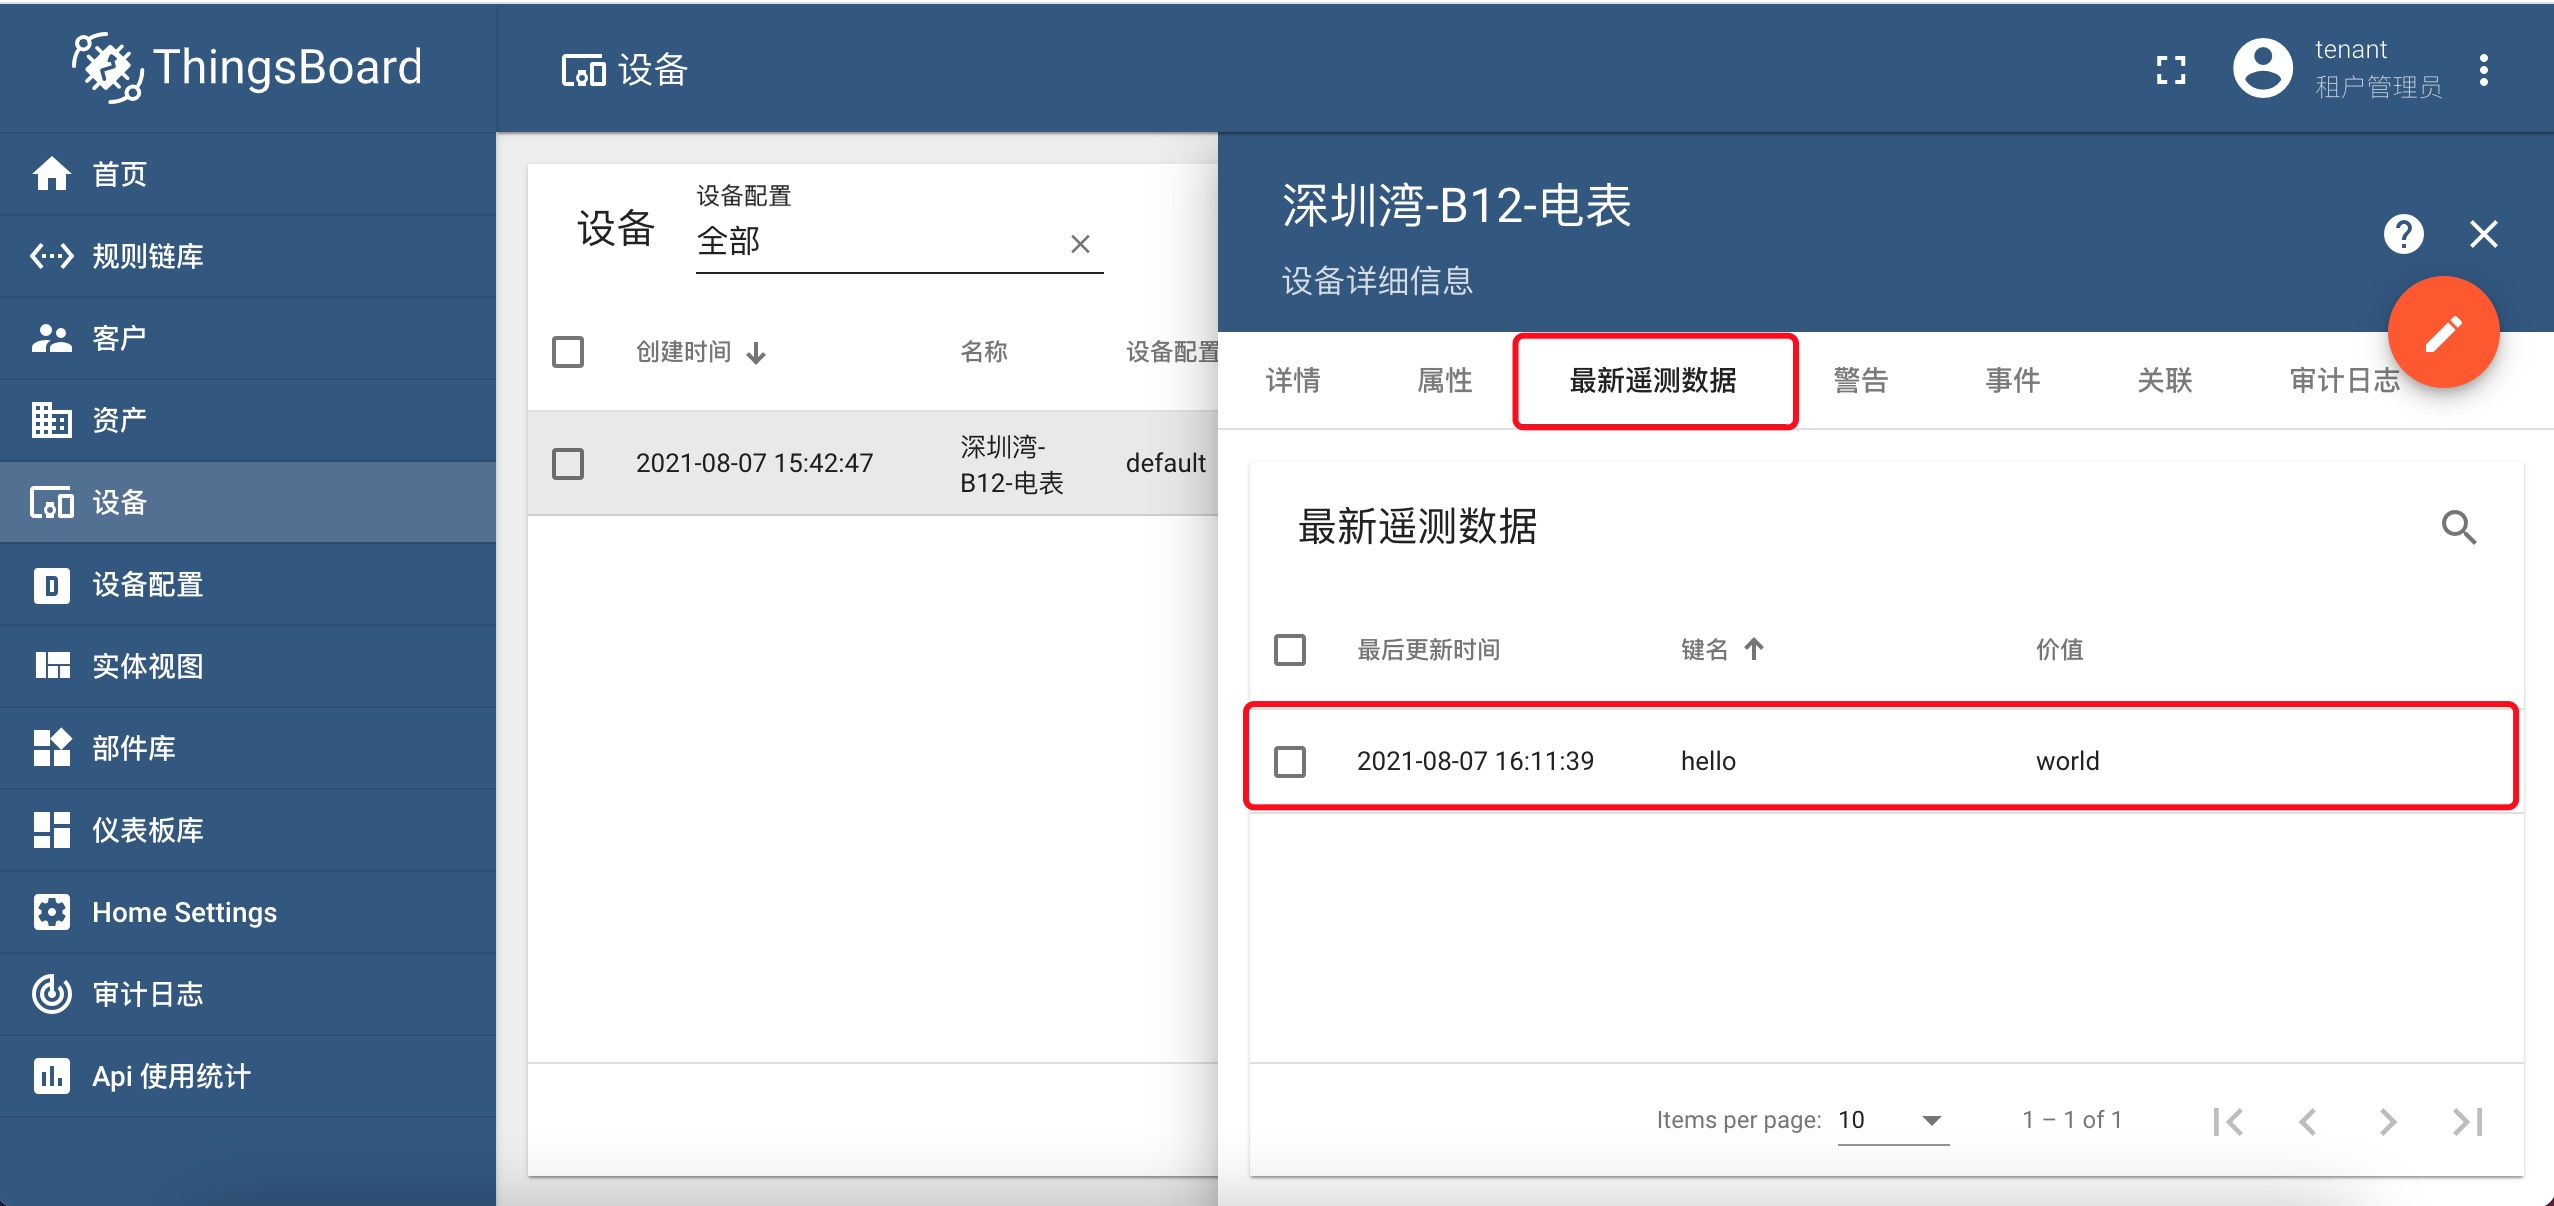 ThingsBoard
设备
tenant
租户管理员
首页
规则链库
客户
资产
设备
设备配置
实体视图
部件库
仪表板库
Home Settings
审计日志
Api 使用统计
设备
设备配置
全部
创建时间
名称
设备配置
2021-08-07 15:42:47
深圳湾-
B12-电表
default
深圳湾-B12-电表
设备详细信息
详情
属性
最新遥测数据
警告
事件
关联
审计日志
最新遥测数据
最后更新时间
键名
价值
2021-08-07 16:11:39
hello
world
Items per page: 10
1 – 1 of 1